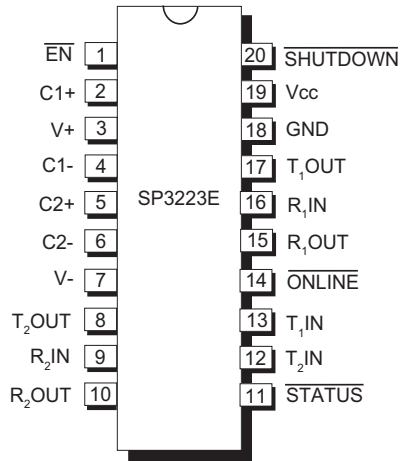 EN 1 20 SHUTDOWN
C1+ 2 19 Vcc
V+ 3 18 GND
C1- 4 17 T₁OUT
C2+ 5 SP3223E 16 R₁IN
C2- 6 15 R₁OUT
V- 7 14 ONLINE
T₂OUT 8 13 T₁IN
R₂IN 9 12 T₂IN
R₂OUT 10 11 STATUS